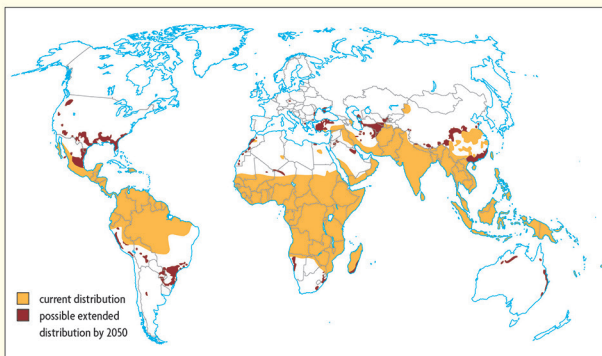 current distribution
possible extended
distribution by 2050